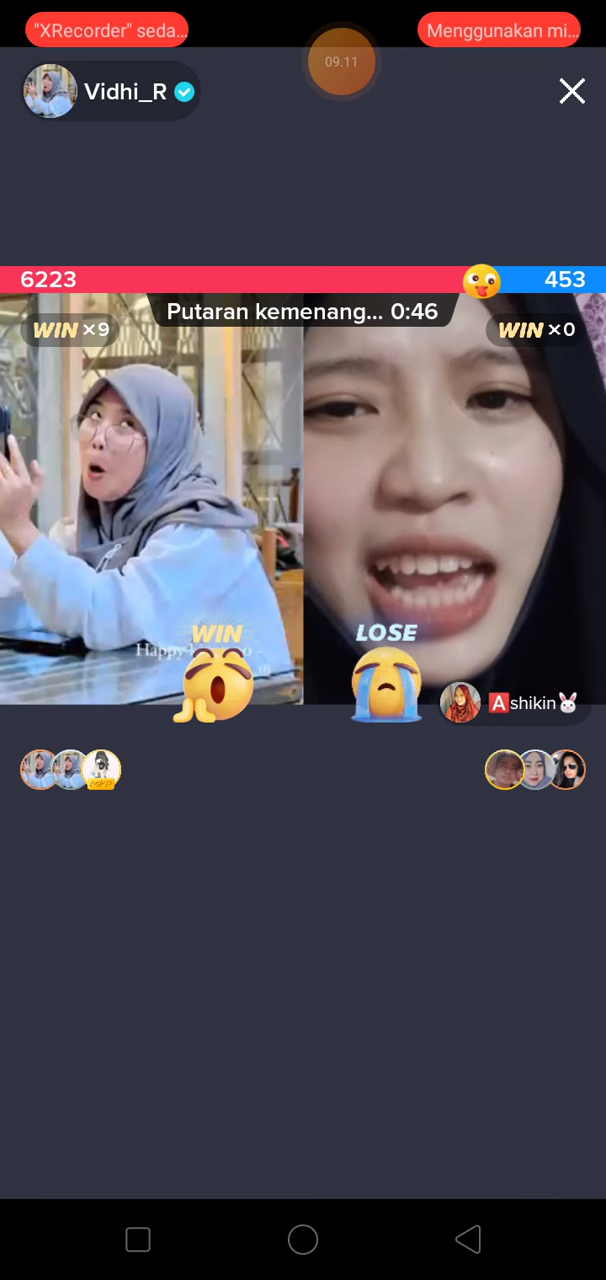 "XRecorder" seda...
Menggunakan mi...
09.11
Vidhi_R
6223
453
Putaran kemenang... 0:46
WIN ×9
WIN ×0
WIN
LOSE
Happy
🅰shikin🐰